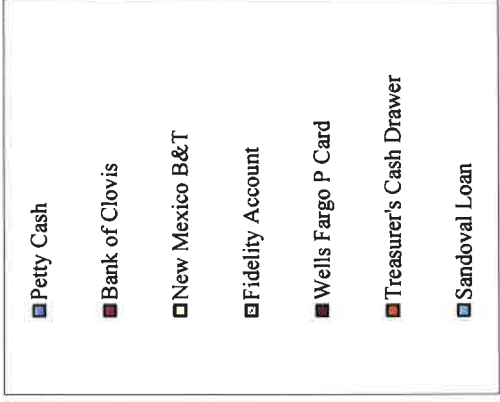 Petty Cash
Bank of Clovis
New Mexico B&T
Fidelity Account
Wells Fargo P Card
Treasurer's Cash Drawer
Sandoval Loan